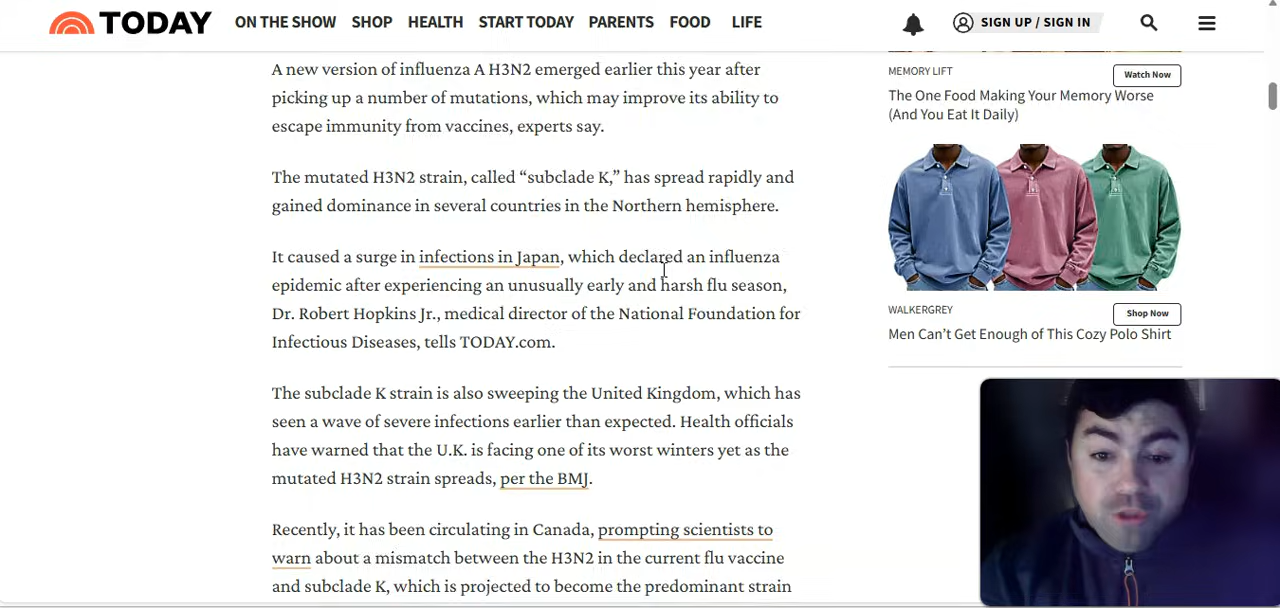 TODAY ON THE SHOW SHOP HEALTH START TODAY PARENTS FOOD LIFE SIGN UP / SIGN IN
A new version of influenza A H3N2 emerged earlier this year after
picking up a number of mutations, which may improve its ability to
escape immunity from vaccines, experts say.
The mutated H3N2 strain, called “subclade K,” has spread rapidly and
gained dominance in several countries in the Northern hemisphere.
It caused a surge in infections in Japan, which declared an influenza
epidemic after experiencing an unusually early and harsh flu season,
Dr. Robert Hopkins Jr., medical director of the National Foundation for
Infectious Diseases, tells TODAY.com.
The subclade K strain is also sweeping the United Kingdom, which has
seen a wave of severe infections earlier than expected. Health officials
have warned that the U.K. is facing one of its worst winters yet as the
mutated H3N2 strain spreads, per the BMJ.
Recently, it has been circulating in Canada, prompting scientists to
warn about a mismatch between the H3N2 in the current flu vaccine
and subclade K, which is projected to become the predominant strain
MEMORY LIFT
Watch Now
The One Food Making Your Memory Worse
(And You Eat It Daily)
WALKERGREY
Shop Now
Men Can’t Get Enough of This Cozy Polo Shirt